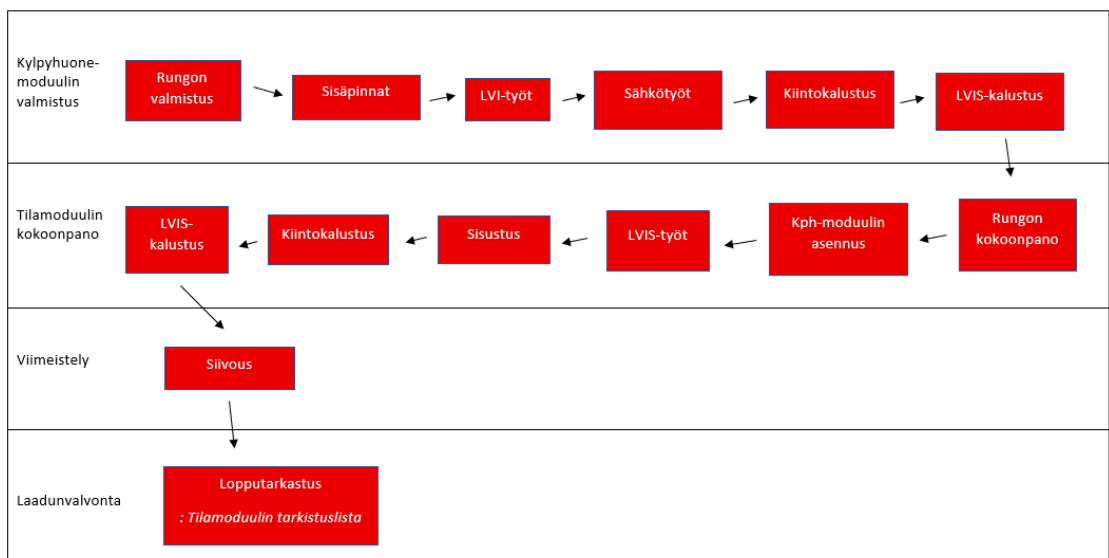 Kylpyhuone-
moduulin
valmistus
Rungon
valmistus
Sisäpinnat
LVI-työt
Sähkötyöt
Kiintokalustus
LVIS-kalustus
Tilamoduulin
kokoonpano
LVIS-
kalustus
Kiintokalustus
Sisustus
LVIS-työt
Kph-moduulin
asennus
Rungon
kokoonpano
Viimeistely
Siivous
Laadunvalvonta
Lopputarkastus
: Tilamoduulin tarkistuslista